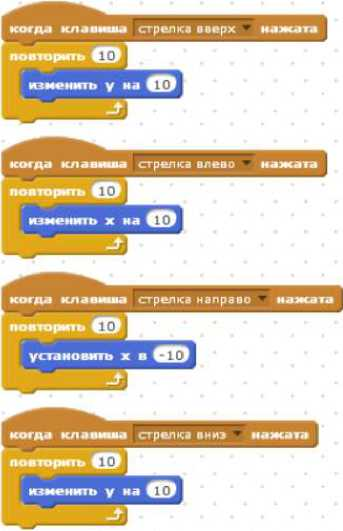 когда клавиша стрелка вверх нажата
повторить 10
изменить y на 10
когда клавиша стрелка влево нажата
повторить 10
изменить x на 10
когда клавиша стрелка направо нажата
повторить 10
установить x в -10
когда клавиша стрелка вниз нажата
повторить 10
изменить y на 10